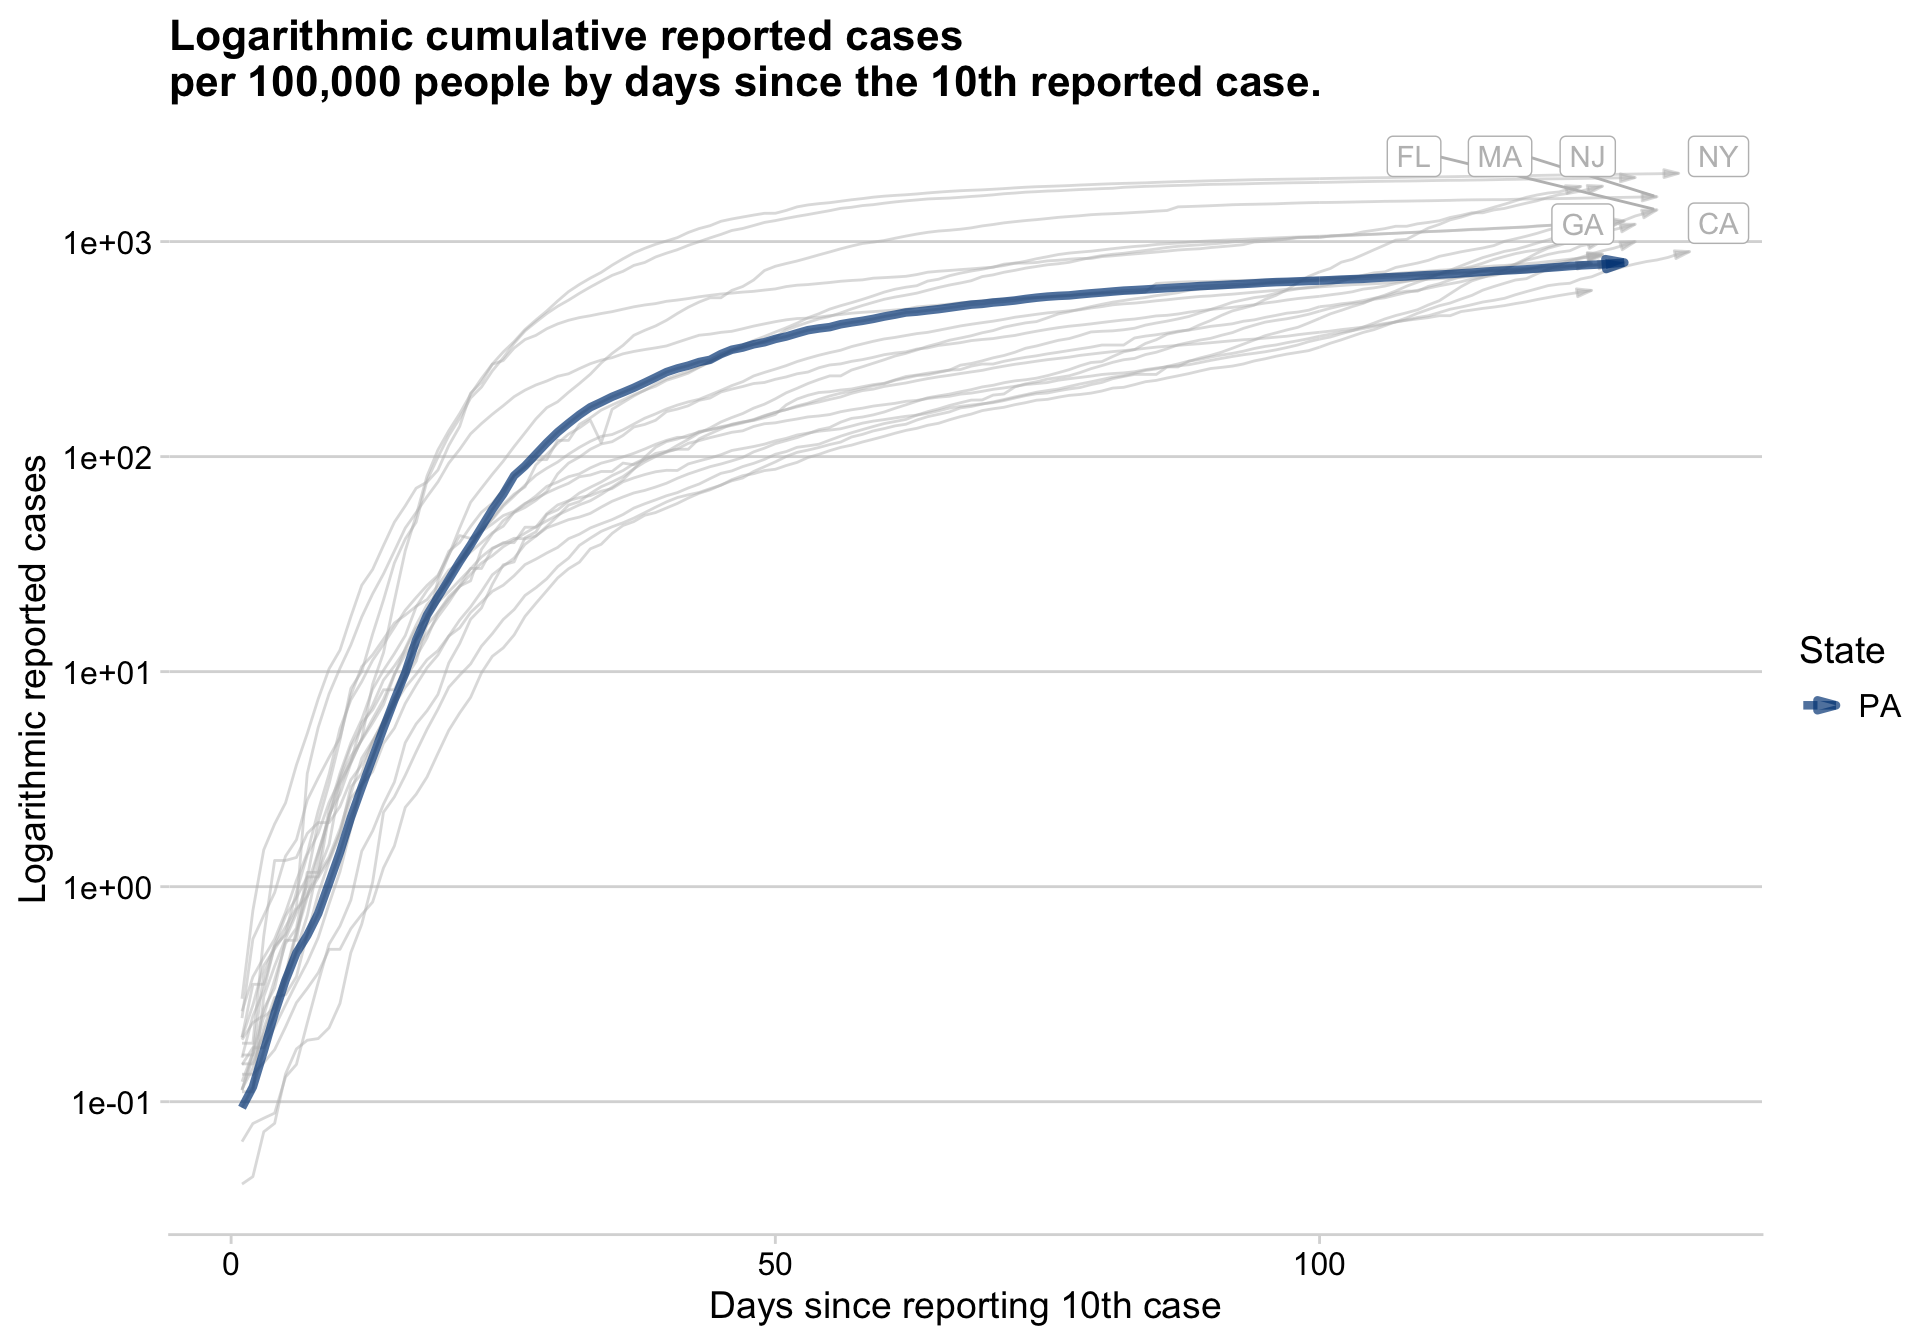 Logarithmic cumulative reported cases
per 100,000 people by days since the 10th reported case.
FL
MA
NJ
NY
GA
CA
1e+03
1e+02
1e+01
1e+00
1e-01
Logarithmic reported cases
0
50
100
Days since reporting 10th case
State
PA